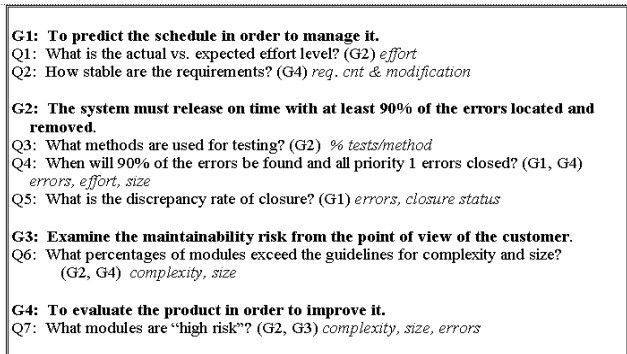 G1: To predict the schedule in order to manage it.
Q1: What is the actual vs. expected effort level? (G2) effort
Q2: How stable are the requirements? (G4) req. cnt & modification
G2: The system must release on time with at least 90% of the errors located and
removed.
Q3: What methods are used for testing? (G2) % tests/method
Q4: When will 90% of the errors be found and all priority 1 errors closed? (G1, G4)
errors, effort, size
Q5: What is the discrepancy rate of closure? (G1) errors, closure status
G3: Examine the maintainability risk from the point of view of the customer.
Q6: What percentages of modules exceed the guidelines for complexity and size?
(G2, G4) complexity, size
G4: To evaluate the product in order to improve it.
Q7: What modules are “high risk”? (G2, G3) complexity, size, errors